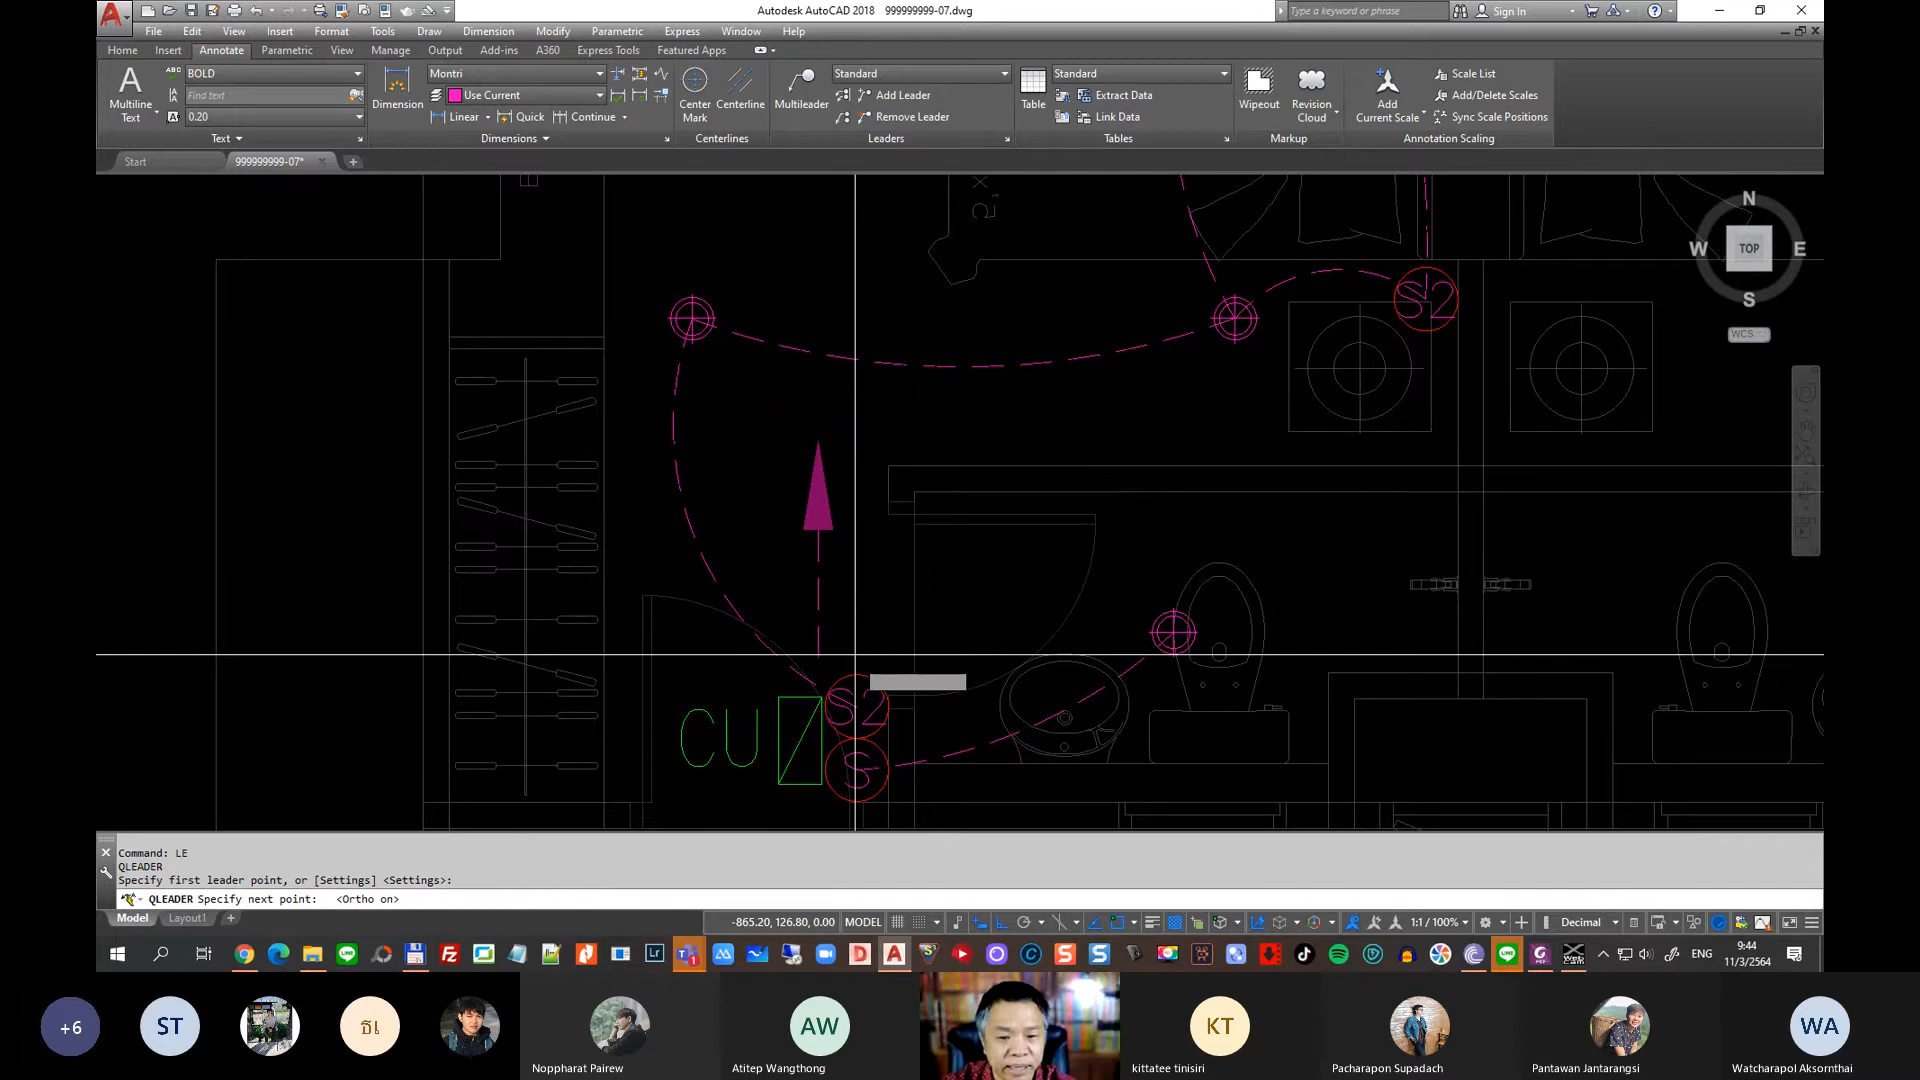 Autodesk AutoCAD 2018 999999999-07.dwg
Type a keyword or phrase
Sign In
File Edit View Insert Format Tools Draw Dimension Modify Parametric Express Window Help
Home Insert Annotate Parametric View Manage Output Add-ins A360 Express Tools Featured Apps
Multiline Text
BOLD
Find text
0.20
Text
Dimension
Montri
Use Current
Linear Quick Continue
Dimensions
Center Mark
Centerline
Centerlines
Multileader
Standard
Add Leader
Remove Leader
Leaders
Table
Standard
Extract Data
Link Data
Tables
Wipeout
Revision Cloud
Markup
Add Current Scale
Scale List
Add/Delete Scales
Sync Scale Positions
Annotation Scaling
Start
999999999-07*
N
W TOP E
S
WCS
S2
S2
CU
S
Command: LE
QLEADER
Specify first leader point, or [Settings] <Settings>:
QLEADER Specify next point: <Ortho on>
Model Layout1
-865.20, 126.80, 0.00 MODEL
1:1 / 100%
Decimal
ENG
9:44
11/3/2564
+6
ST
ธเ
Noppharat Pairew
AW
Atitep Wangthong
KT
kittatee tinisiri
Pacharapon Supadach
Pantawan Jantarangsi
WA
Watcharapol Aksornthai